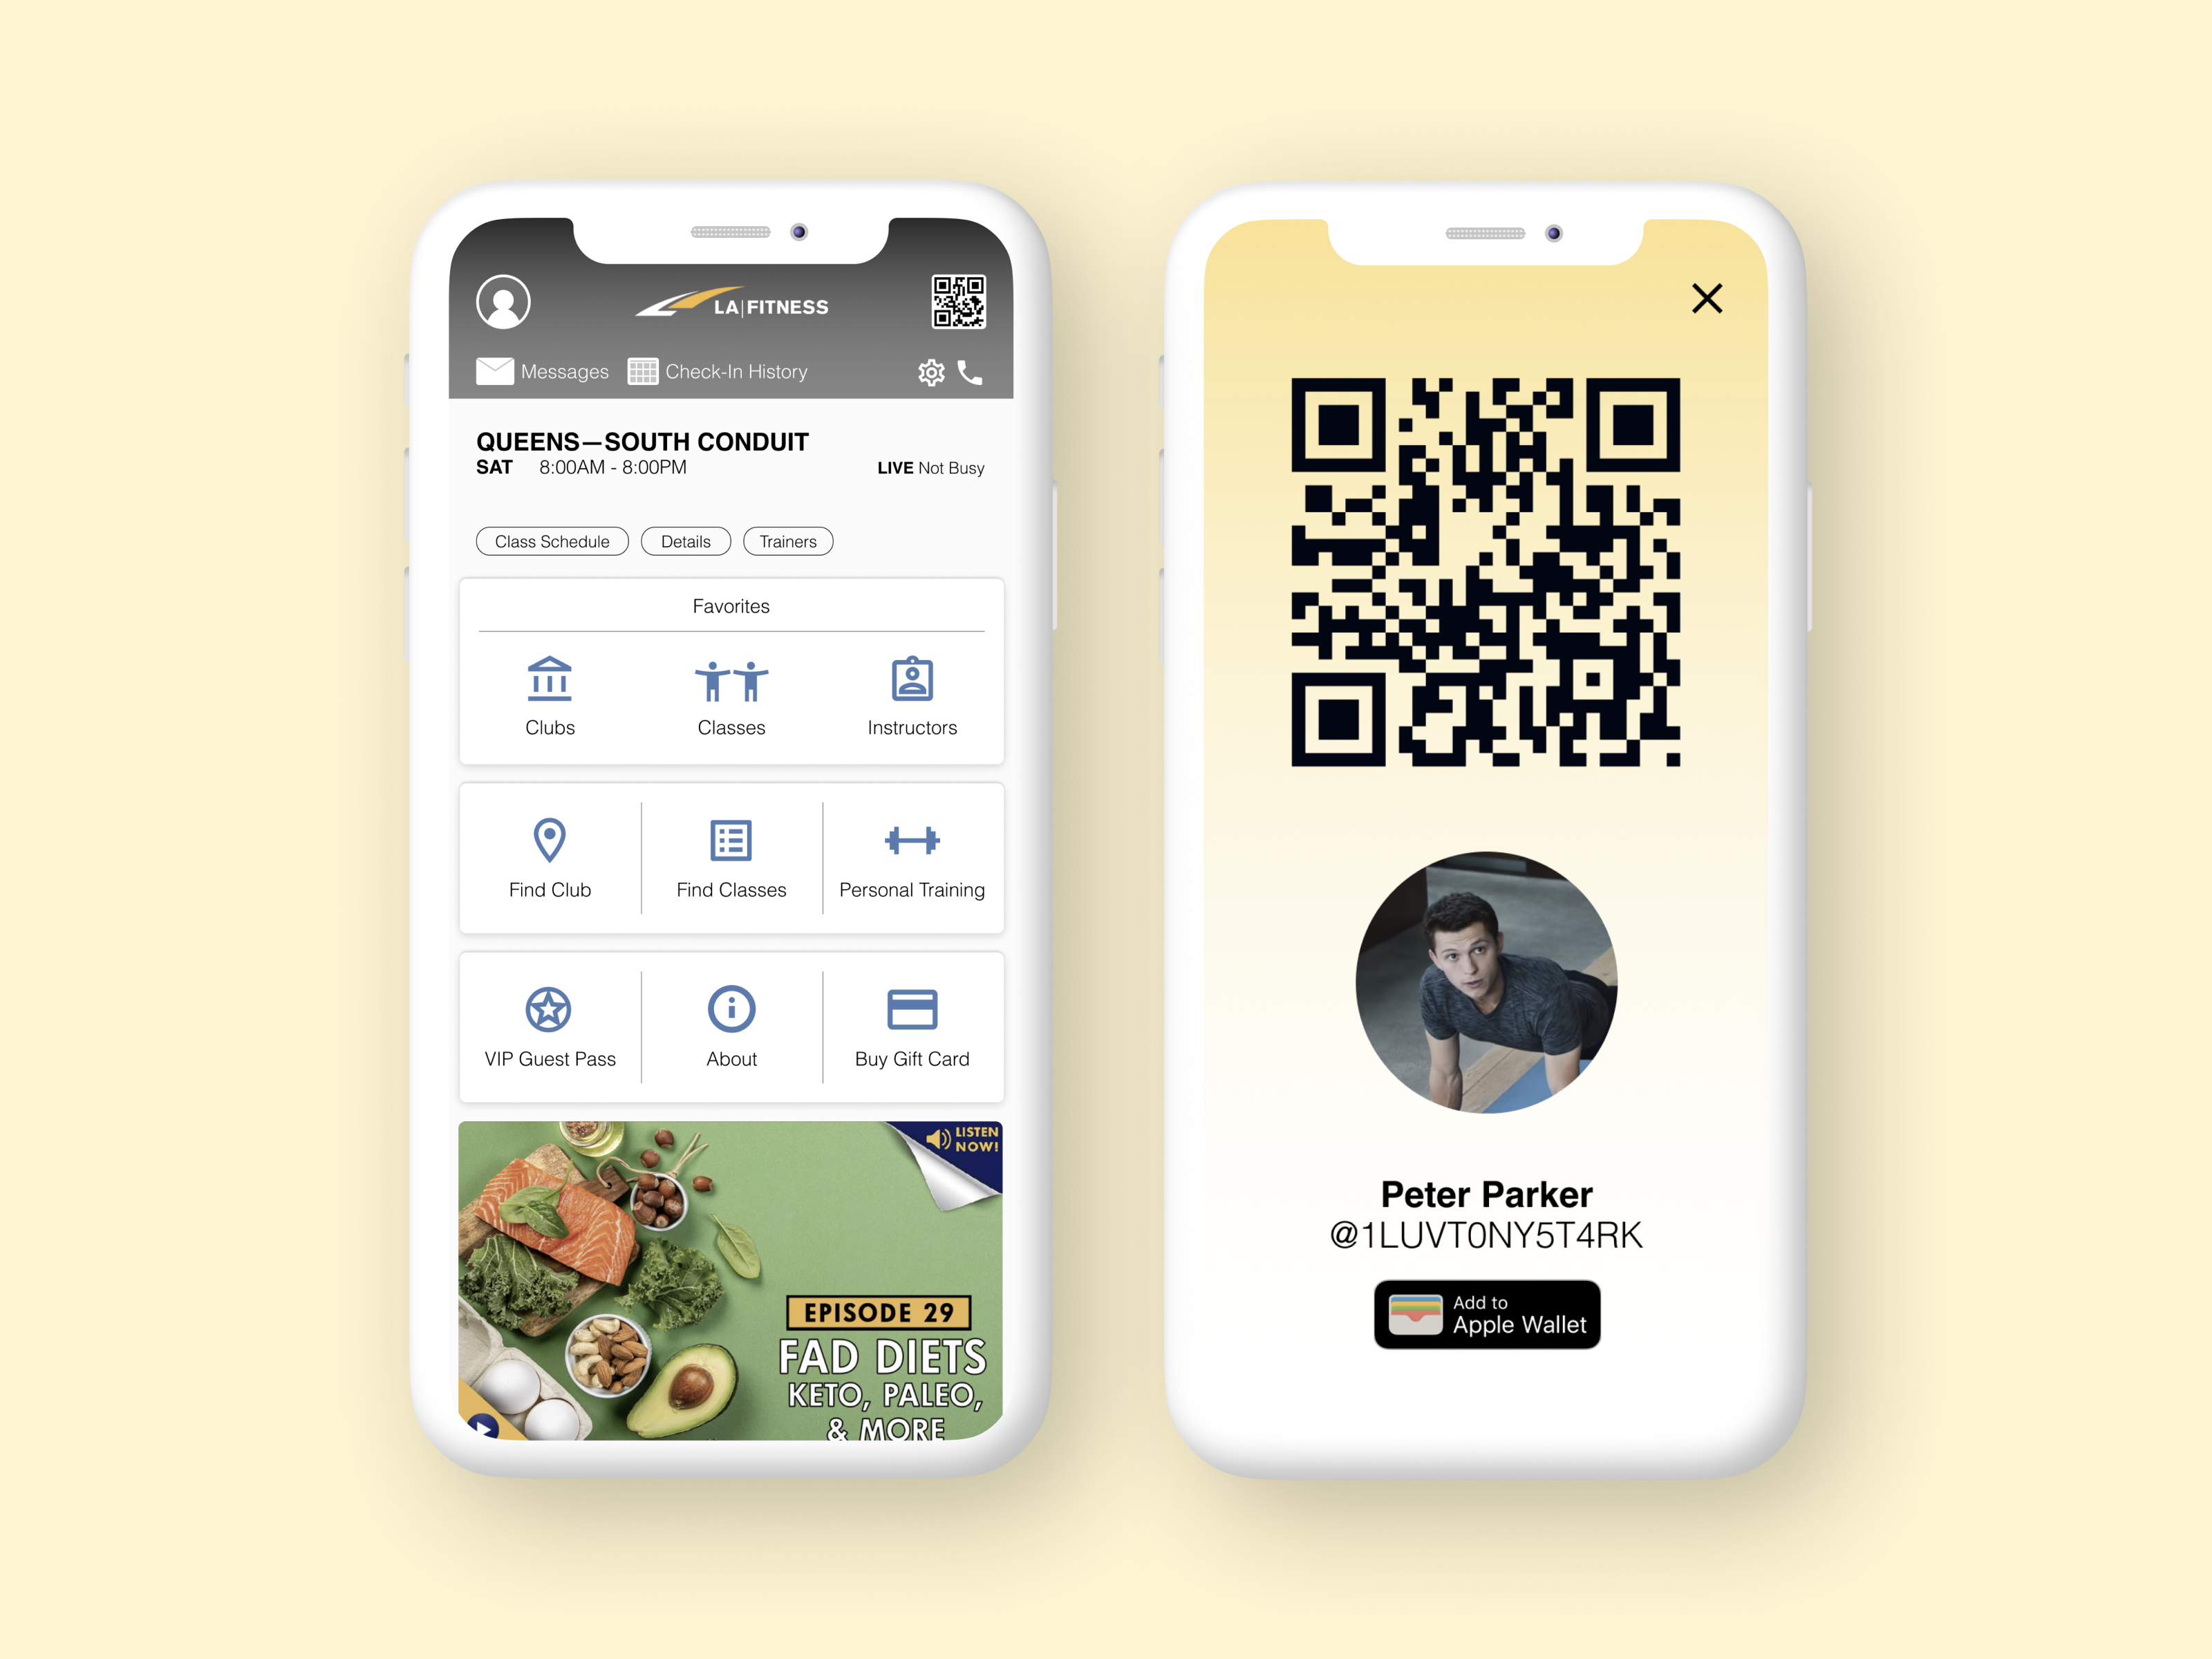 LA|FITNESS
Messages
Check-In History
QUEENS—SOUTH CONDUIT
SAT 8:00AM - 8:00PM
LIVE Not Busy
Class Schedule
Details
Trainers
Favorites
Clubs
Classes
Instructors
Find Club
Find Classes
Personal Training
VIP Guest Pass
About
Buy Gift Card
LISTEN
NOW!
EPISODE 29
FAD DIETS
KETO, PALEO,
& MORE
Peter Parker
@1LUVT0NY5T4RK
Add to
Apple Wallet